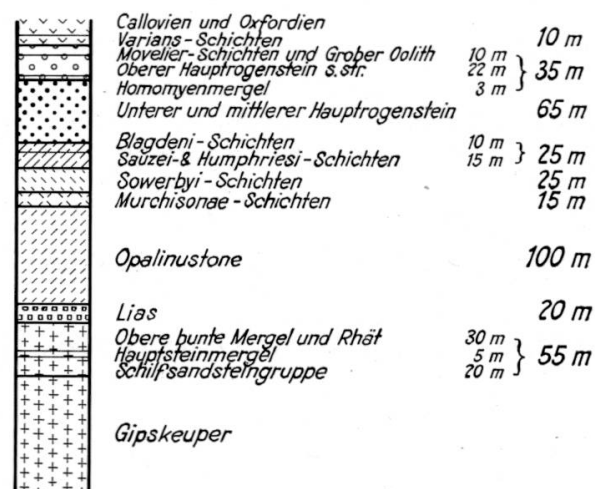 Callovien und Oxfordien
Varians-Schichten 10 m
Movelier-Schichten und Grober Oolith 10 m
Oberer Hauptrogenstein s.str. 22 m } 35 m
Homomyenmergel 3 m
Unterer und mittlerer Hauptrogenstein 65 m
Blagdeni-Schichten 10 m
Sauzei-& Humphriesi-Schichten 15 m } 25 m
Sowerbyi-Schichten 25 m
Murchisonae-Schichten 15 m
Opalinustone 100 m
Lias 20 m
Obere bunte Mergel und Rhät 30 m
Hauptsteinmergel 5 m } 55 m
Schilfsandsteingruppe 20 m
Gipskeuper